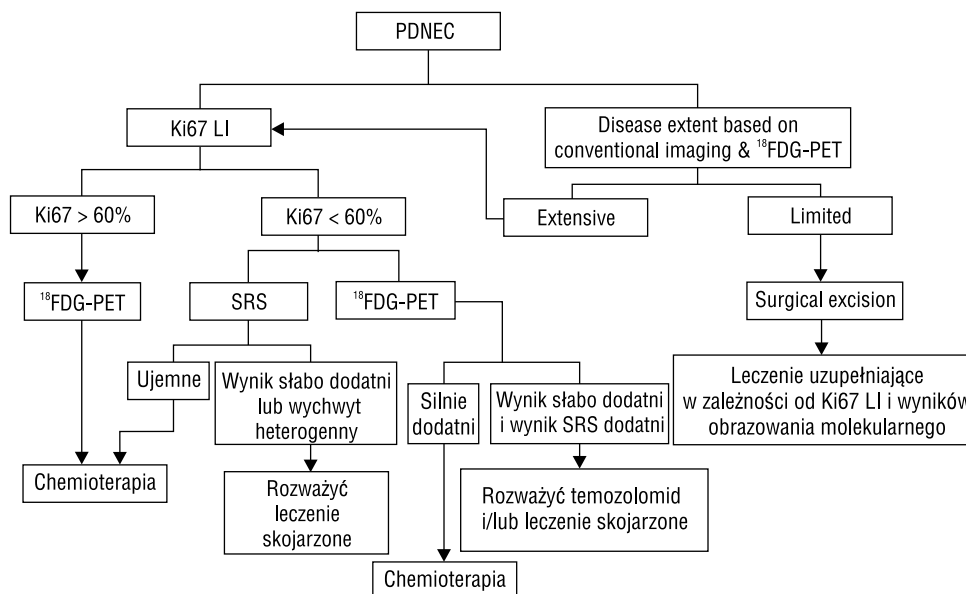 PDNEC
Ki67 LI
Disease extent based on
conventional imaging & ¹⁸FDG-PET
Ki67 > 60%
Ki67 < 60%
Extensive
Limited
¹⁸FDG-PET
SRS
¹⁸FDG-PET
Surgical excision
Ujemne
Wynik słabo dodatni
lub wychwyt
heterogenny
Silnie
dodatni
Wynik słabo dodatni
i wynik SRS dodatni
Leczenie uzupełniające
w zależności od Ki67 LI i wyników
obrazowania molekularnego
Chemioterapia
Rozważyć
leczenie
skojarzone
Rozważyć temozolomid
i/lub leczenie skojarzone
Chemioterapia